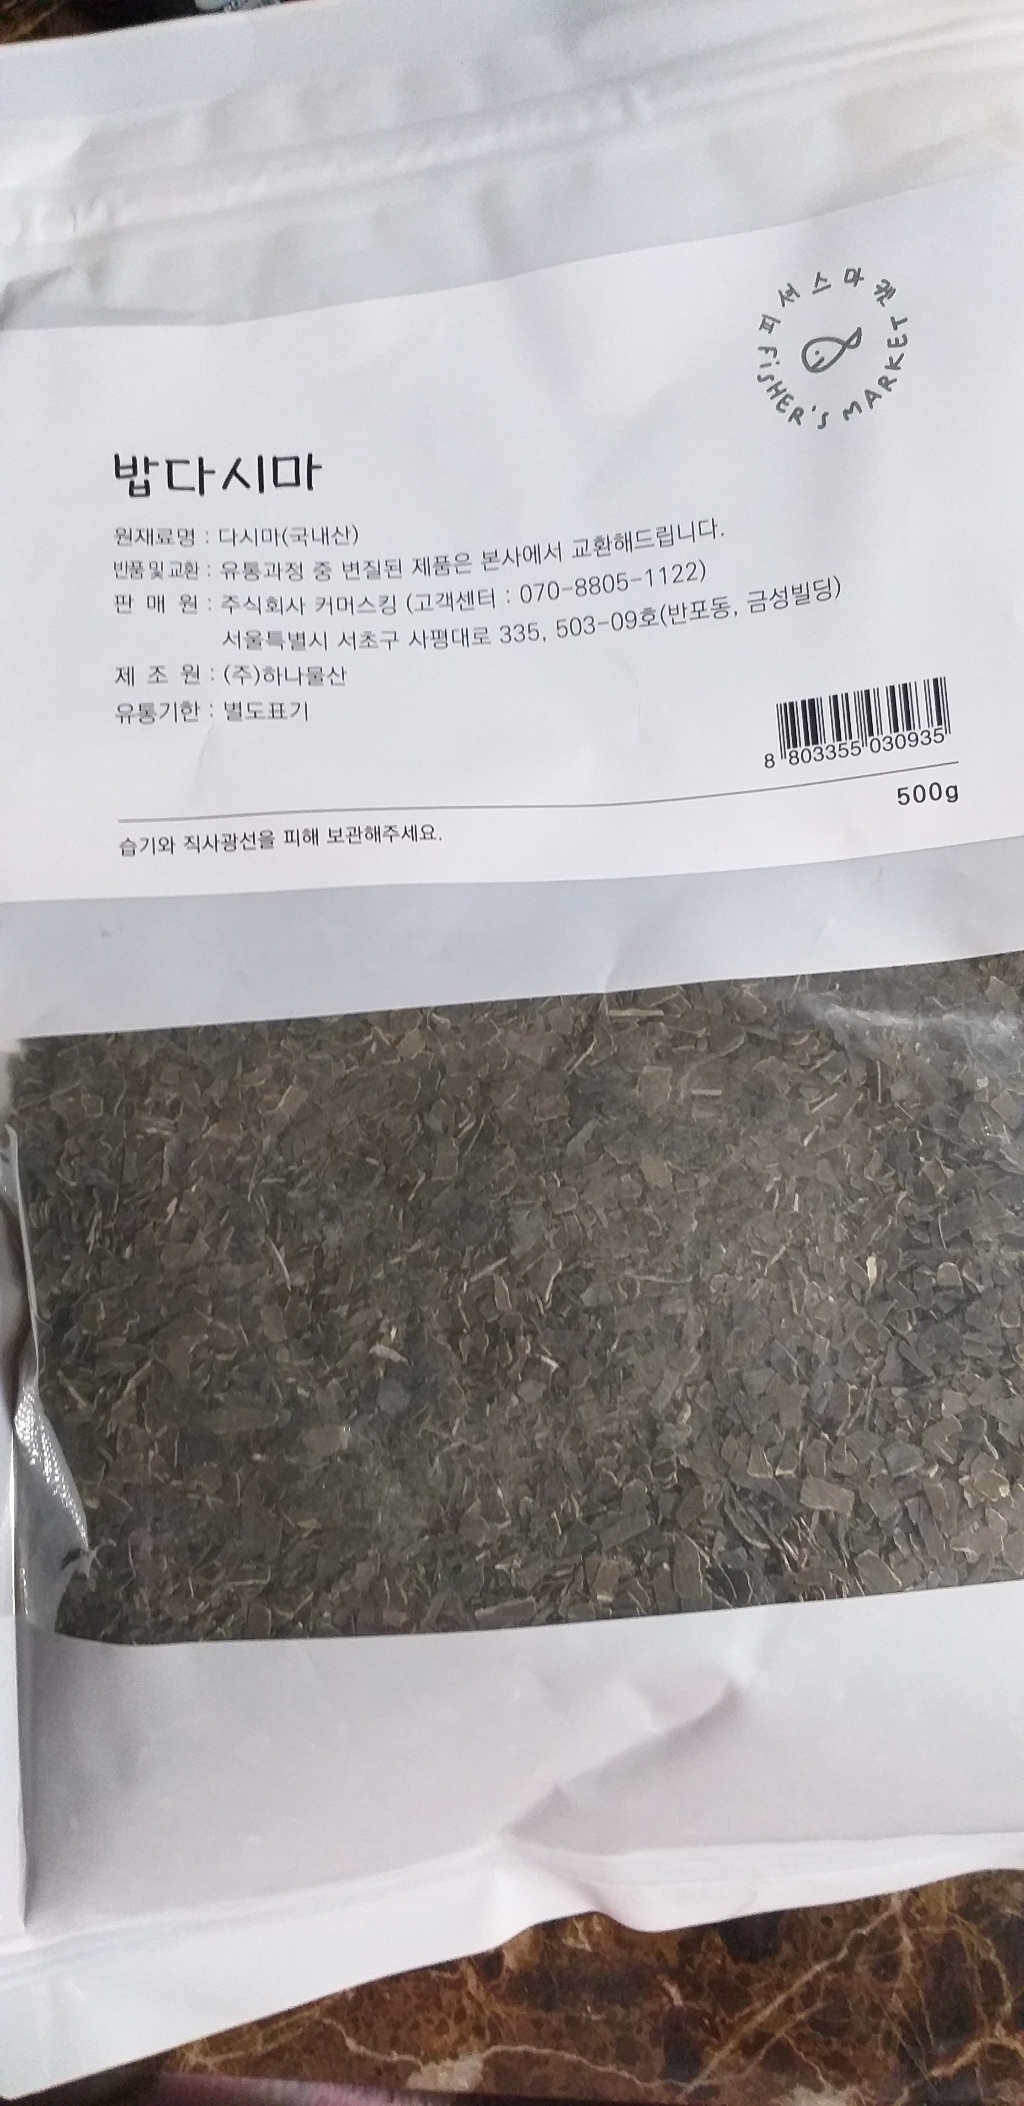 피셔스마켓
FiSHER'S MARKET
밥다시마
원재료명 : 다시마(국내산)
반품및교환 : 유통과정 중 변질된 제품은 본사에서 교환해드립니다.
판 매 원 : 주식회사 커머스킹 (고객센터 : 070-8805-1122)
서울특별시 서초구 사평대로 335, 503-09호(반포동, 금성빌딩)
제 조 원 : (주)하나물산
유통기한 : 별도표기
8 803355 030935
500g
습기와 직사광선을 피해 보관해주세요.